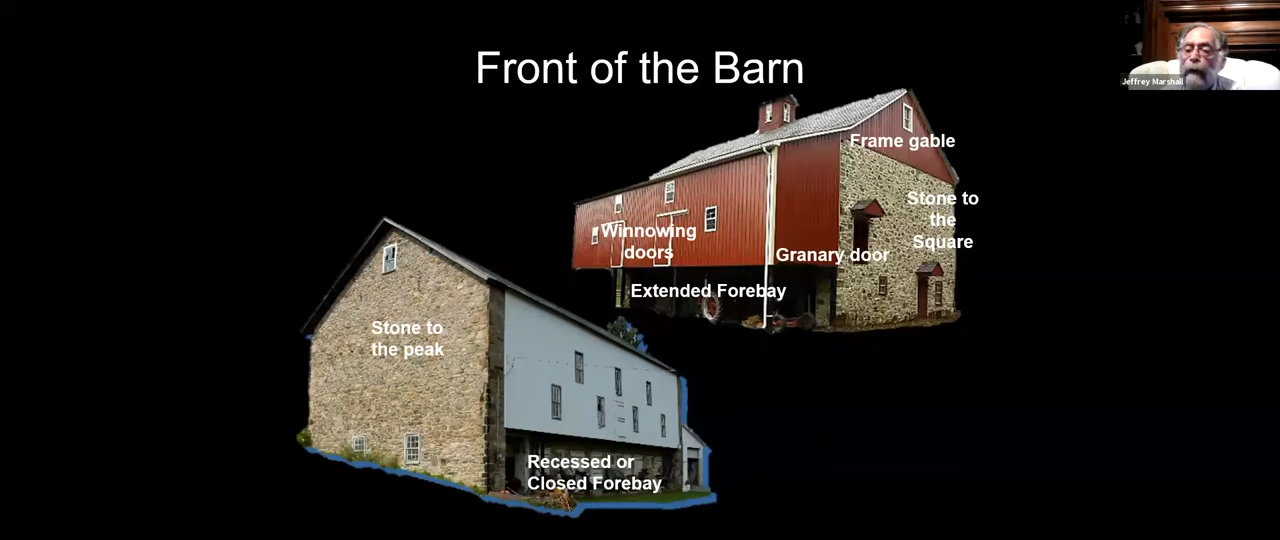 Front of the Barn
Jeffrey Marshall
Frame gable
Stone to
the
Square
Winnowing
doors
Granary door
Extended Forebay
Stone to
the peak
Recessed or
Closed Forebay